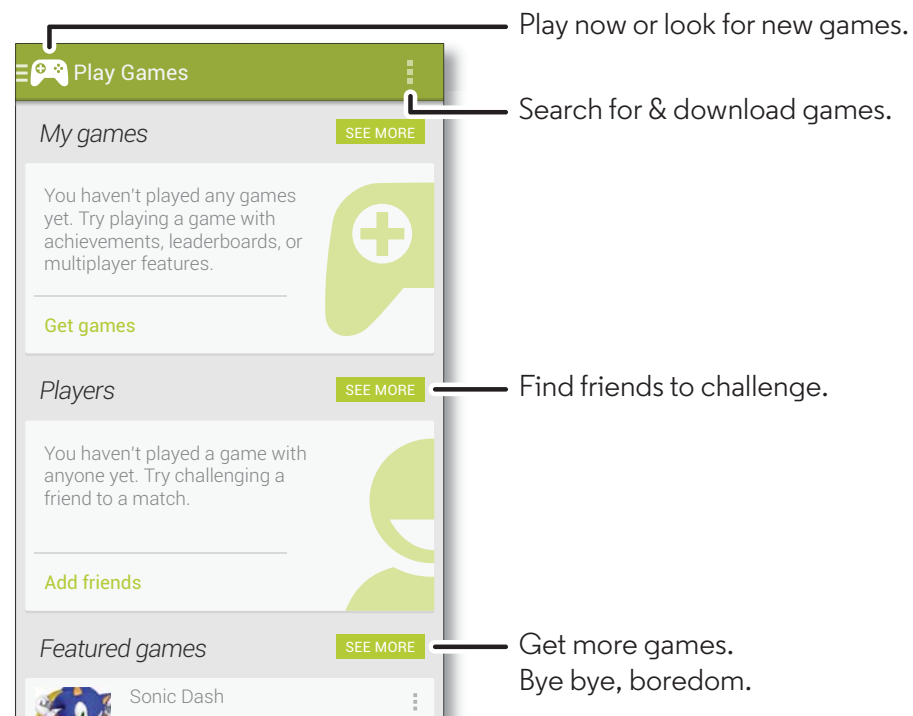 Play now or look for new games.
Play Games
Search for & download games.
My games
SEE MORE
You haven't played any games
yet. Try playing a game with
achievements, leaderboards, or
multiplayer features.
Get games
Players
SEE MORE
Find friends to challenge.
You haven't played a game with
anyone yet. Try challenging a
friend to a match.
Add friends
Featured games
SEE MORE
Get more games.
Bye bye, boredom.
Sonic Dash